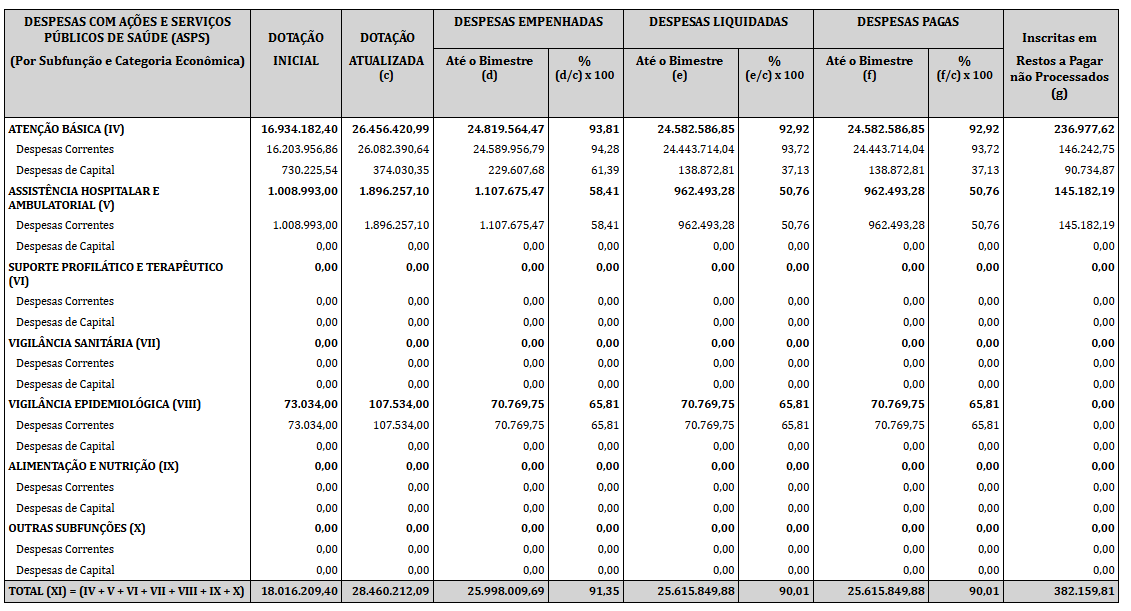 DESPESAS COM AÇÕES E SERVIÇOS PÚBLICOS DE SAÚDE (ASPS)
(Por Subfunção e Categoria Econômica)
DOTAÇÃO INICIAL
DOTAÇÃO ATUALIZADA (c)
DESPESAS EMPENHADAS
DESPESAS LIQUIDADAS
DESPESAS PAGAS
Inscritas em Restos a Pagar não Processados (g)
Até o Bimestre (d)
% (d/c) x 100
Até o Bimestre (e)
% (e/c) x 100
Até o Bimestre (f)
% (f/c) x 100
ATENÇÃO BÁSICA (IV) 16.934.182,40 26.456.420,99 24.819.564,47 93,81 24.582.586,85 92,92 24.582.586,85 92,92 236.977,62
Despesas Correntes 16.203.956,86 26.082.390,64 24.589.956,79 94,28 24.443.714,04 93,72 24.443.714,04 93,72 146.242,75
Despesas de Capital 730.225,54 374.030,35 229.607,68 61,39 138.872,81 37,13 138.872,81 37,13 90.734,87
ASSISTÊNCIA HOSPITALAR E AMBULATORIAL (V) 1.008.993,00 1.896.257,10 1.107.675,47 58,41 962.493,28 50,76 962.493,28 50,76 145.182,19
Despesas Correntes 1.008.993,00 1.896.257,10 1.107.675,47 58,41 962.493,28 50,76 962.493,28 50,76 145.182,19
Despesas de Capital 0,00 0,00 0,00 0,00 0,00 0,00 0,00 0,00 0,00
SUPORTE PROFILÁTICO E TERAPÊUTICO (VI) 0,00 0,00 0,00 0,00 0,00 0,00 0,00 0,00 0,00
Despesas Correntes 0,00 0,00 0,00 0,00 0,00 0,00 0,00 0,00 0,00
Despesas de Capital 0,00 0,00 0,00 0,00 0,00 0,00 0,00 0,00 0,00
VIGILÂNCIA SANITÁRIA (VII) 0,00 0,00 0,00 0,00 0,00 0,00 0,00 0,00 0,00
Despesas Correntes 0,00 0,00 0,00 0,00 0,00 0,00 0,00 0,00 0,00
Despesas de Capital 0,00 0,00 0,00 0,00 0,00 0,00 0,00 0,00 0,00
VIGILÂNCIA EPIDEMIOLÓGICA (VIII) 73.034,00 107.534,00 70.769,75 65,81 70.769,75 65,81 70.769,75 65,81 0,00
Despesas Correntes 73.034,00 107.534,00 70.769,75 65,81 70.769,75 65,81 70.769,75 65,81 0,00
Despesas de Capital 0,00 0,00 0,00 0,00 0,00 0,00 0,00 0,00 0,00
ALIMENTAÇÃO E NUTRIÇÃO (IX) 0,00 0,00 0,00 0,00 0,00 0,00 0,00 0,00 0,00
Despesas Correntes 0,00 0,00 0,00 0,00 0,00 0,00 0,00 0,00 0,00
Despesas de Capital 0,00 0,00 0,00 0,00 0,00 0,00 0,00 0,00 0,00
OUTRAS SUBFUNÇÕES (X) 0,00 0,00 0,00 0,00 0,00 0,00 0,00 0,00 0,00
Despesas Correntes 0,00 0,00 0,00 0,00 0,00 0,00 0,00 0,00 0,00
Despesas de Capital 0,00 0,00 0,00 0,00 0,00 0,00 0,00 0,00 0,00
TOTAL (XI) = (IV + V + VI + VII + VIII + IX + X) 18.016.209,40 28.460.212,09 25.998.009,69 91,35 25.615.849,88 90,01 25.615.849,88 90,01 382.159,81